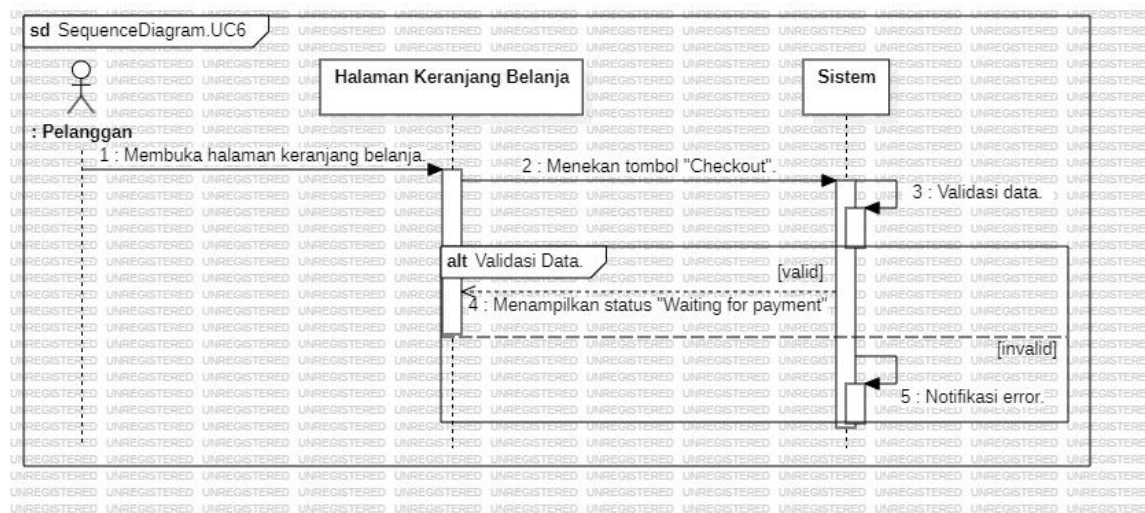 sd SequenceDiagram.UC6
Halaman Keranjang Belanja
Sistem
: Pelanggan
1 : Membuka halaman keranjang belanja.
2 : Menekan tombol "Checkout".
3 : Validasi data.
alt Validasi Data.
[valid]
4 : Menampilkan status "Waiting for payment"
[invalid]
5 : Notifikasi error.
UNREGISTERED